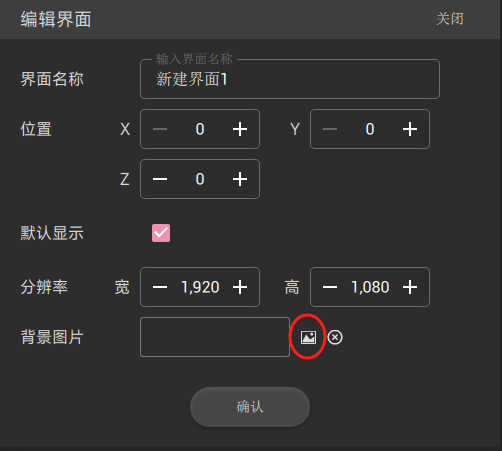 编辑界面 关闭
输入界面名称
界面名称 新建界面1
位置 X 0 Y 0
Z 0
默认显示
分辨率 宽 1,920 高 1,080
背景图片
确认